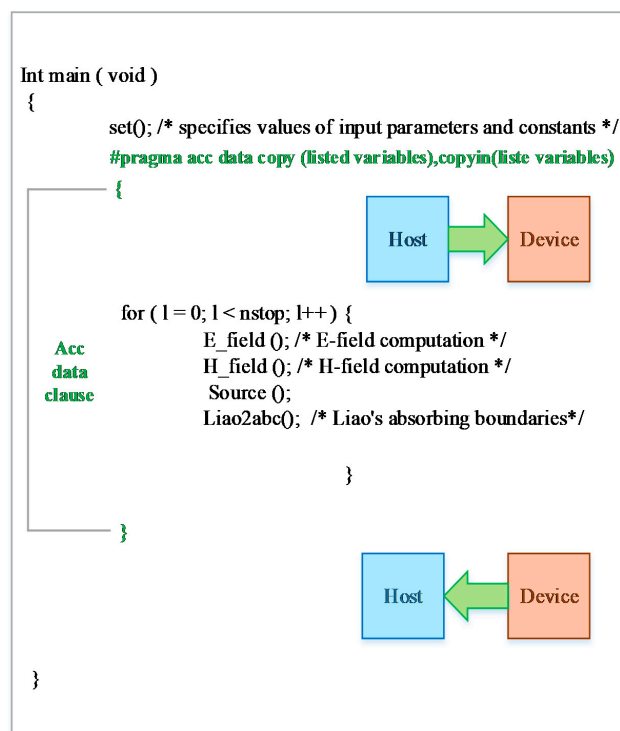 Int main ( void )
{
set(); /* specifies values of input parameters and constants */
#pragma acc data copy (listed variables),copyin(liste variables)
{
Host
Device
for ( l = 0; l < nstop; l++ ) {
E_field (); /* E-field computation */
H_field (); /* H-field computation */
Source ();
Liao2abc(); /* Liao's absorbing boundaries*/
Acc
data
clause
}
}
Host
Device
}